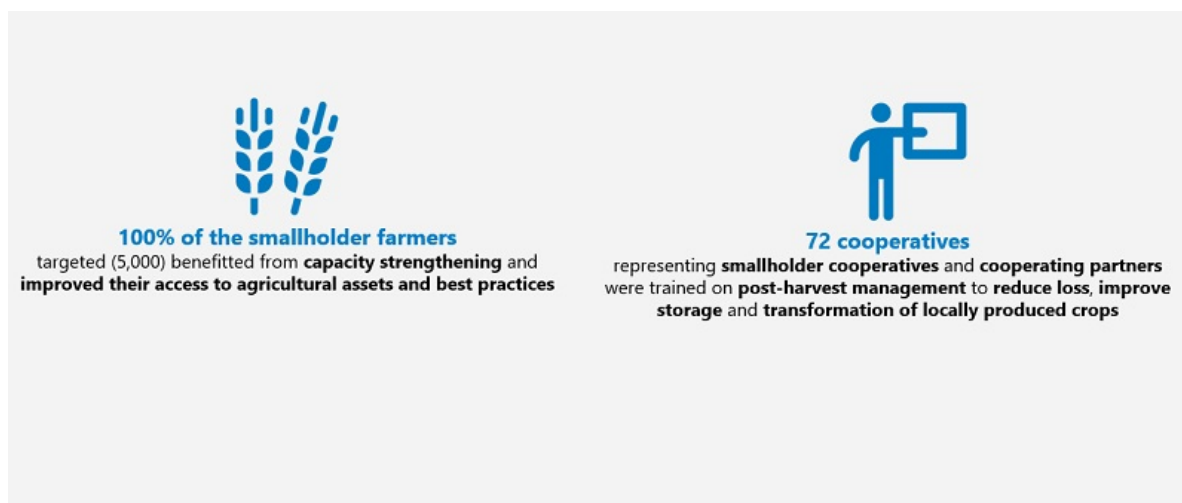 100% of the smallholder farmers
targeted (5,000) benefitted from capacity strengthening and
improved their access to agricultural assets and best practices
72 cooperatives
representing smallholder cooperatives and cooperating partners
were trained on post-harvest management to reduce loss, improve
storage and transformation of locally produced crops